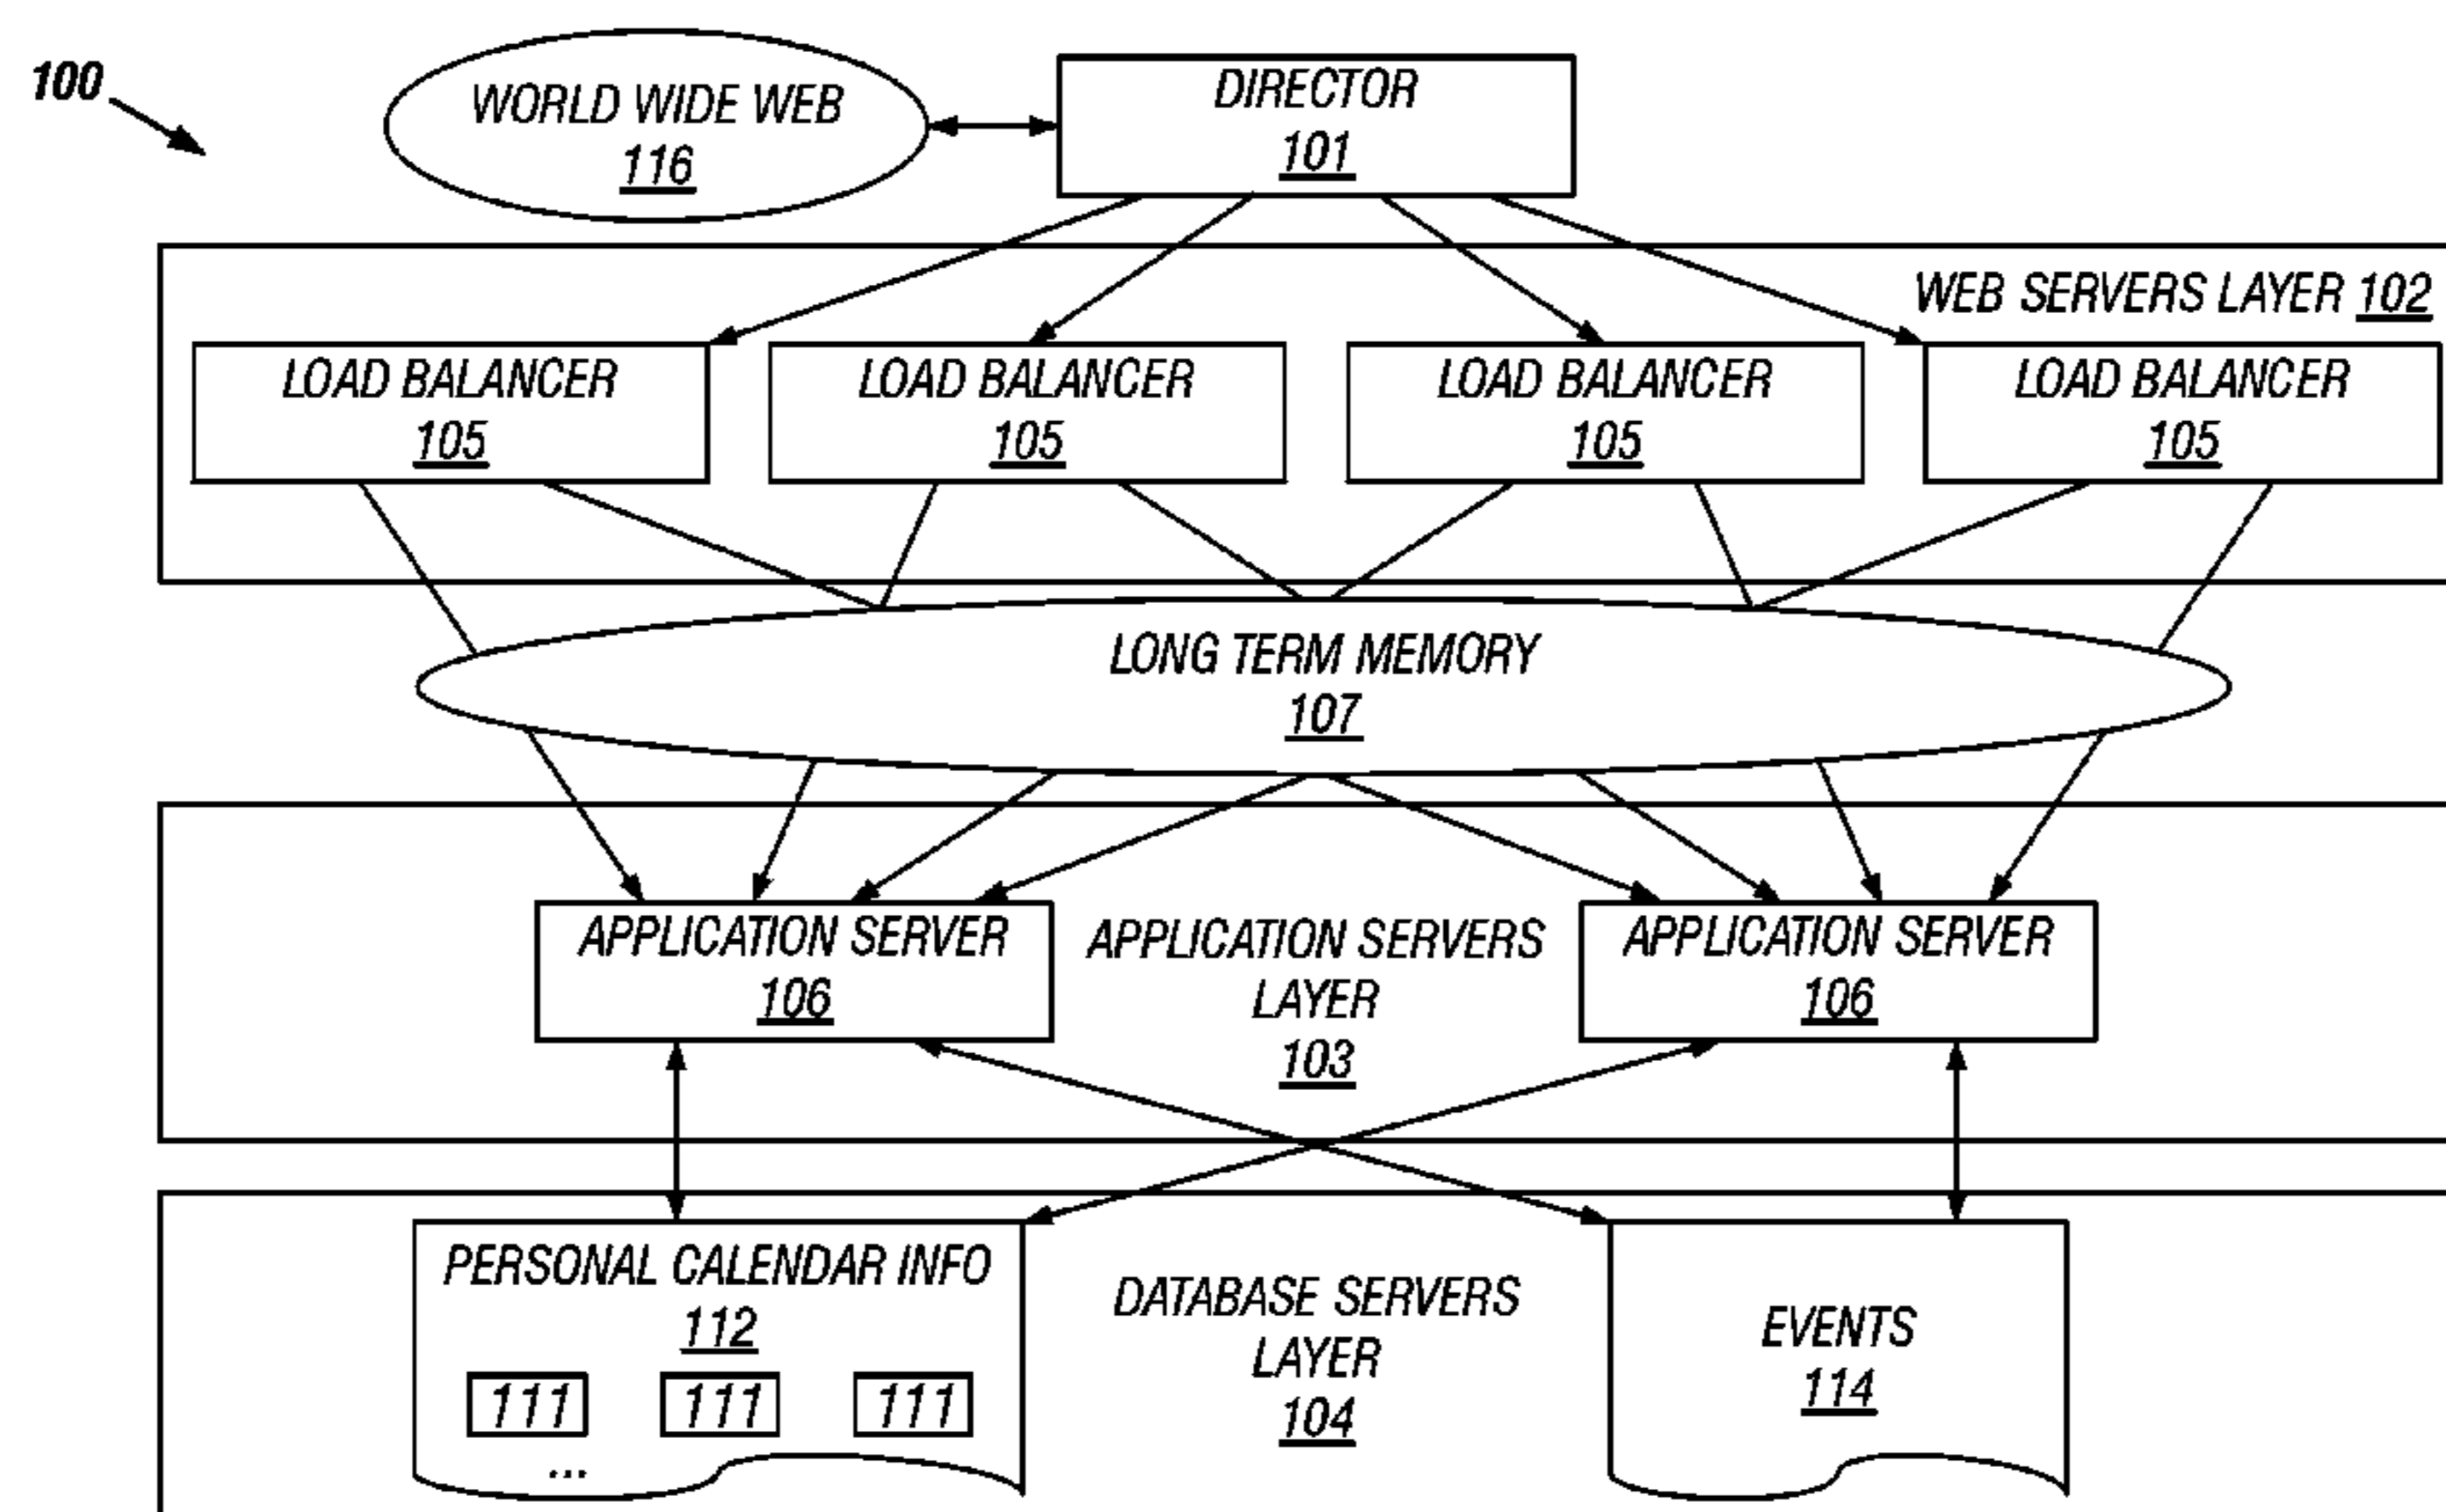 100
WORLD WIDE WEB
116
DIRECTOR
101
WEB SERVERS LAYER 102
LOAD BALANCER
105
LOAD BALANCER
105
LOAD BALANCER
105
LOAD BALANCER
105
LONG TERM MEMORY
107
APPLICATION SERVER
106
APPLICATION SERVERS
LAYER
103
APPLICATION SERVER
106
PERSONAL CALENDAR INFO
112
111 111 111
...
DATABASE SERVERS
LAYER
104
EVENTS
114